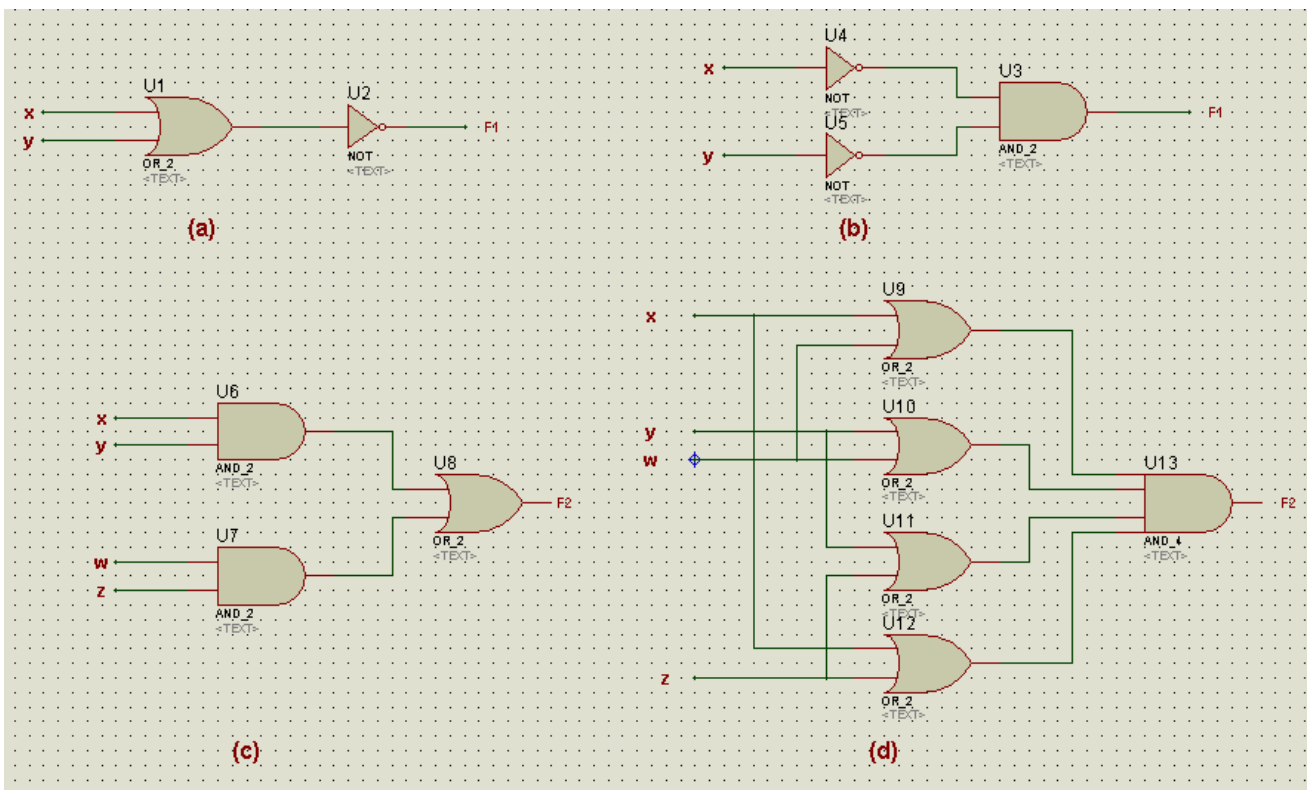 U1
x
y
OR_2
<TEXT>
U2
NOT
<TEXT>
F1
(a)
U4
x
NOT
<TEXT>
U5
y
NOT
<TEXT>
U3
AND_2
<TEXT>
F1
(b)
U6
x
y
AND_2
<TEXT>
U7
w
z
AND_2
<TEXT>
U8
OR_2
<TEXT>
F2
(c)
x
y
w
z
U9
OR_2
<TEXT>
U10
OR_2
<TEXT>
U11
OR_2
<TEXT>
U12
OR_2
<TEXT>
U13
AND_4
<TEXT>
F2
(d)